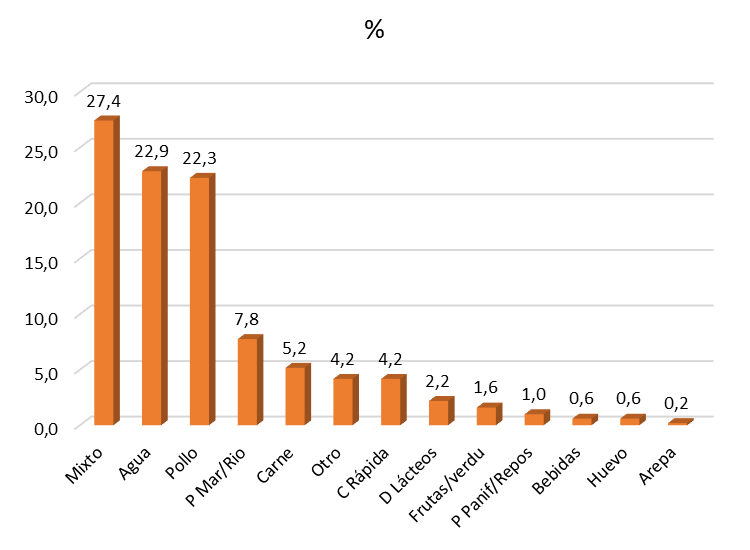 %
30,0
25,0
20,0
15,0
10,0
5,0
0,0
27,4
22,9
22,3
7,8
5,2
4,2
4,2
2,2
1,6
1,0
0,6
0,6
0,2
Mixto
Agua
Pollo
P Mar/Rio
Carne
Otro
C Rápida
D Lácteos
Frutas/verdu
P Panif/Repos
Bebidas
Huevo
Arepa